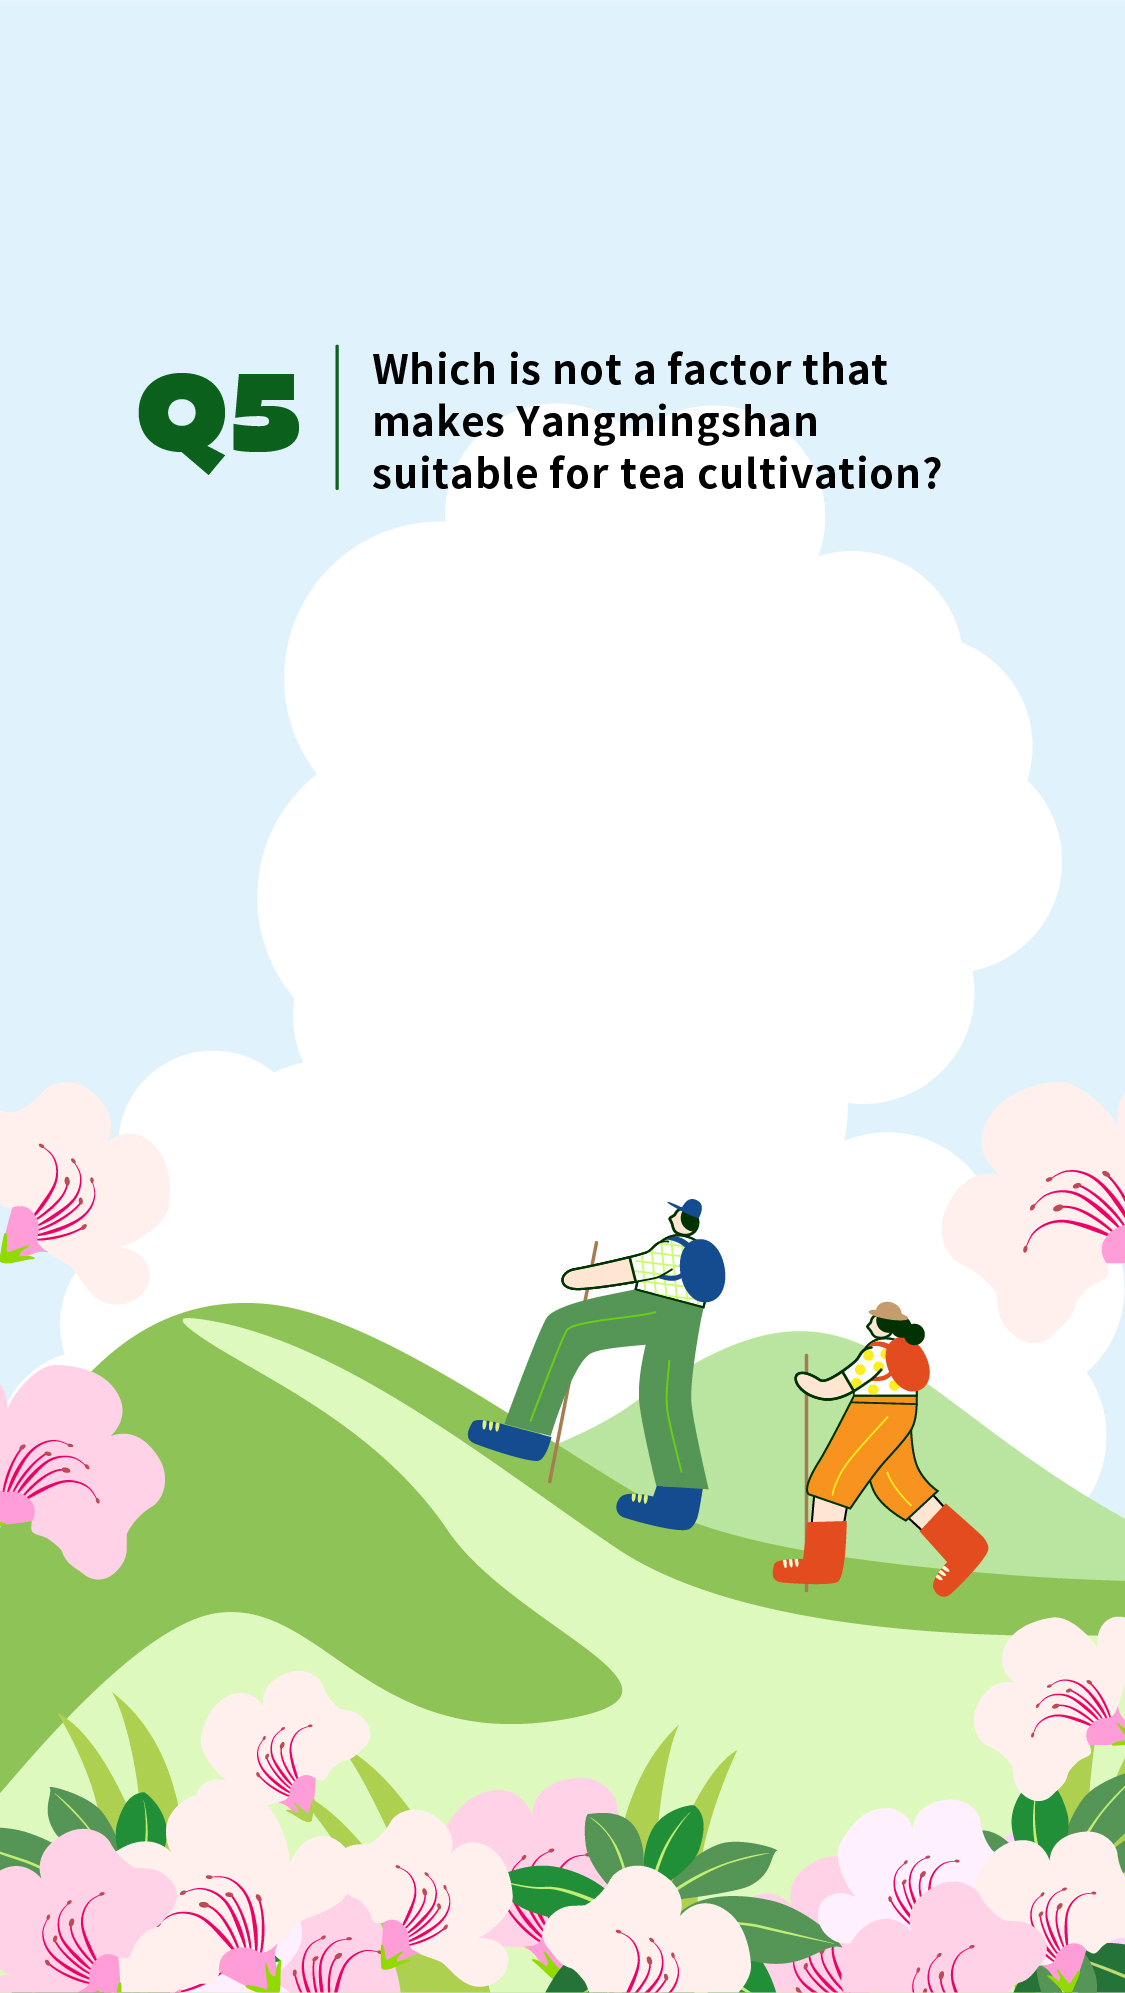 Q5
Which is not a factor that
makes Yangmingshan
suitable for tea cultivation?